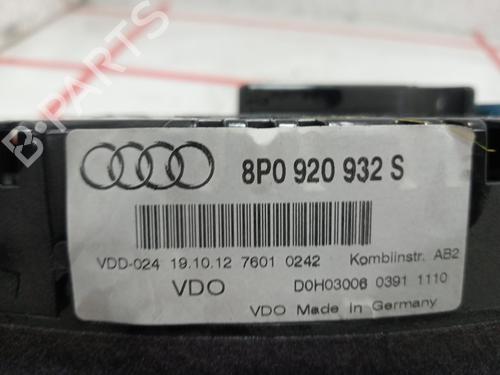 B-PARTS
8P0 920 932 S
VDD-024 19.10.12 7601 0242 Kombiinstr. AB2
VDO D0H03006 0391 1110
VDO Made in Germany